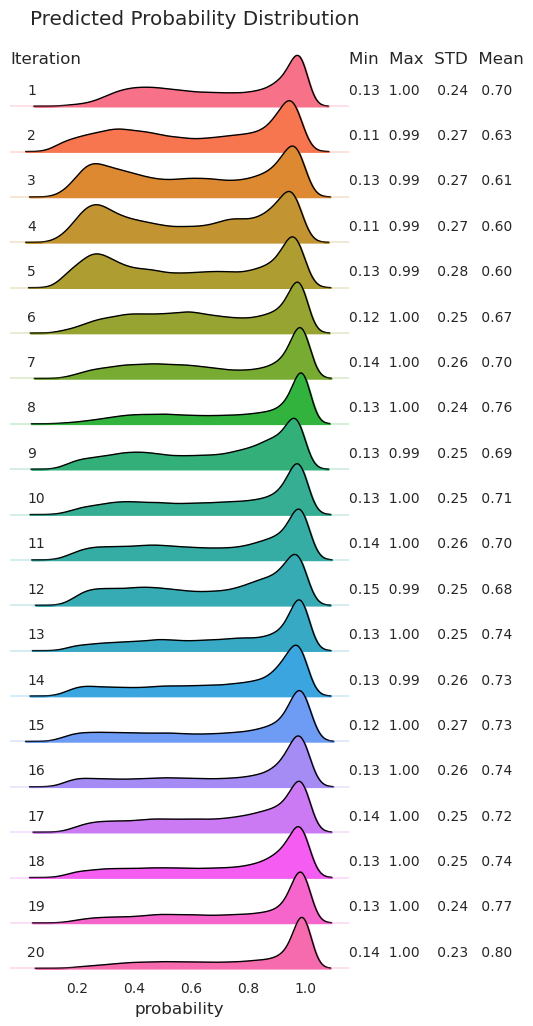 Predicted Probability Distribution
Iteration Min Max STD Mean
1 0.13 1.00 0.24 0.70
2 0.11 0.99 0.27 0.63
3 0.13 0.99 0.27 0.61
4 0.11 0.99 0.27 0.60
5 0.13 0.99 0.28 0.60
6 0.12 1.00 0.25 0.67
7 0.14 1.00 0.26 0.70
8 0.13 1.00 0.24 0.76
9 0.13 0.99 0.25 0.69
10 0.13 1.00 0.25 0.71
11 0.14 1.00 0.26 0.70
12 0.15 0.99 0.25 0.68
13 0.13 1.00 0.25 0.74
14 0.13 0.99 0.26 0.73
15 0.12 1.00 0.27 0.73
16 0.13 1.00 0.26 0.74
17 0.14 1.00 0.25 0.72
18 0.13 1.00 0.25 0.74
19 0.13 1.00 0.24 0.77
20 0.14 1.00 0.23 0.80
0.2 0.4 0.6 0.8 1.0
probability